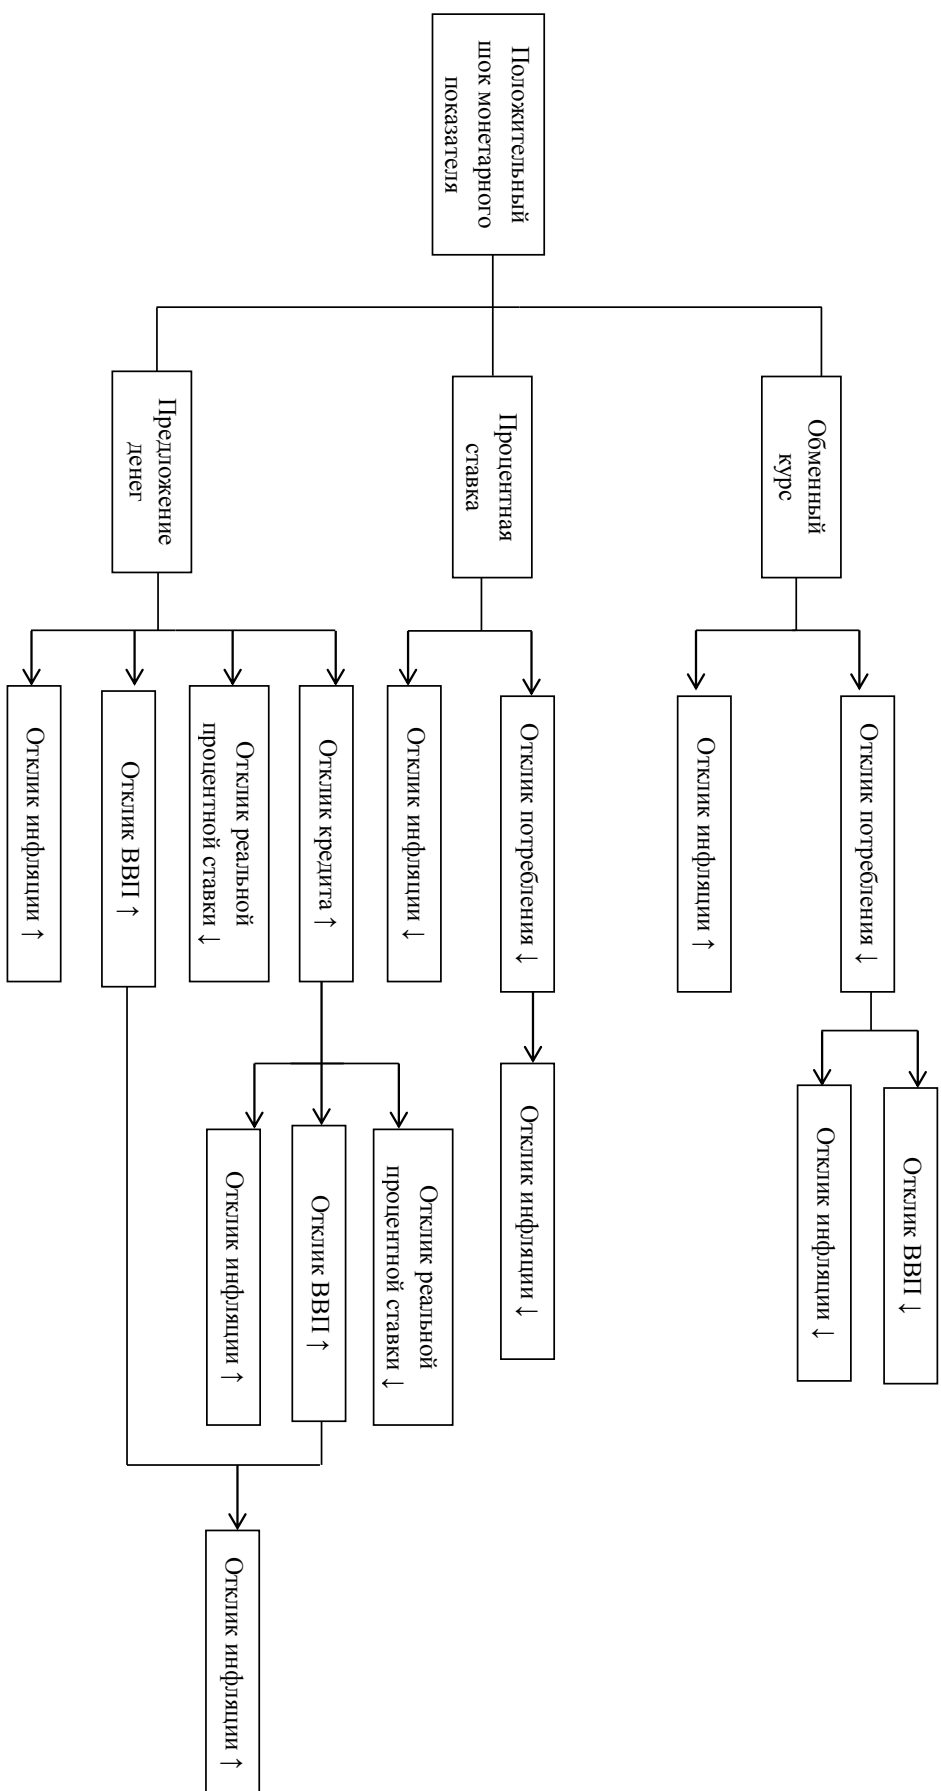 Положительный
шок монетарного
показателя
Обменный
курс
Процентная
ставка
Предложение
денег
Отклик потребления ↓
Отклик инфляции ↑
Отклик потребления ↓
Отклик инфляции ↓
Отклик кредита ↑
Отклик реальной
процентной ставки ↓
Отклик ВВП ↑
Отклик инфляции ↑
Отклик ВВП ↓
Отклик инфляции ↓
Отклик инфляции ↓
Отклик реальной
процентной ставки ↓
Отклик ВВП ↑
Отклик инфляции ↑
Отклик инфляции ↑